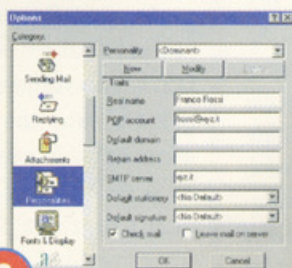 Options
Category:
Sending Mail
Replying
Attachments
Personalities
Fonts & Display
Personality <Dominant>
New Modify
Traits
Real name Franco Rossi
POP account
Default domain
Return address
SMTP server
Default stationery <No Default>
Default signature <No Default>
Check mail Leave mail on server
OK Cancel